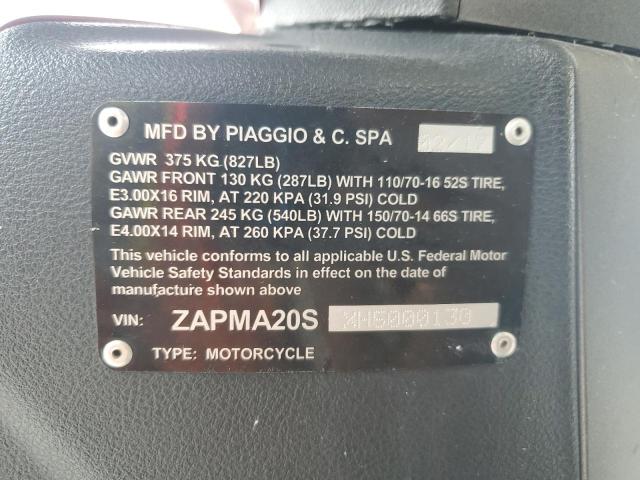 MFD BY PIAGGIO & C. SPA 02/17
GVWR 375 KG (827LB)
GAWR FRONT 130 KG (287LB) WITH 110/70-16 52S TIRE,
E3.00X16 RIM, AT 220 KPA (31.9 PSI) COLD
GAWR REAR 245 KG (540LB) WITH 150/70-14 66S TIRE,
E4.00X14 RIM, AT 260 KPA (37.7 PSI) COLD
This vehicle conforms to all applicable U.S. Federal Motor
Vehicle Safety Standards in effect on the date of
manufacture shown above
VIN: ZAPMA20S
TYPE: MOTORCYCLE